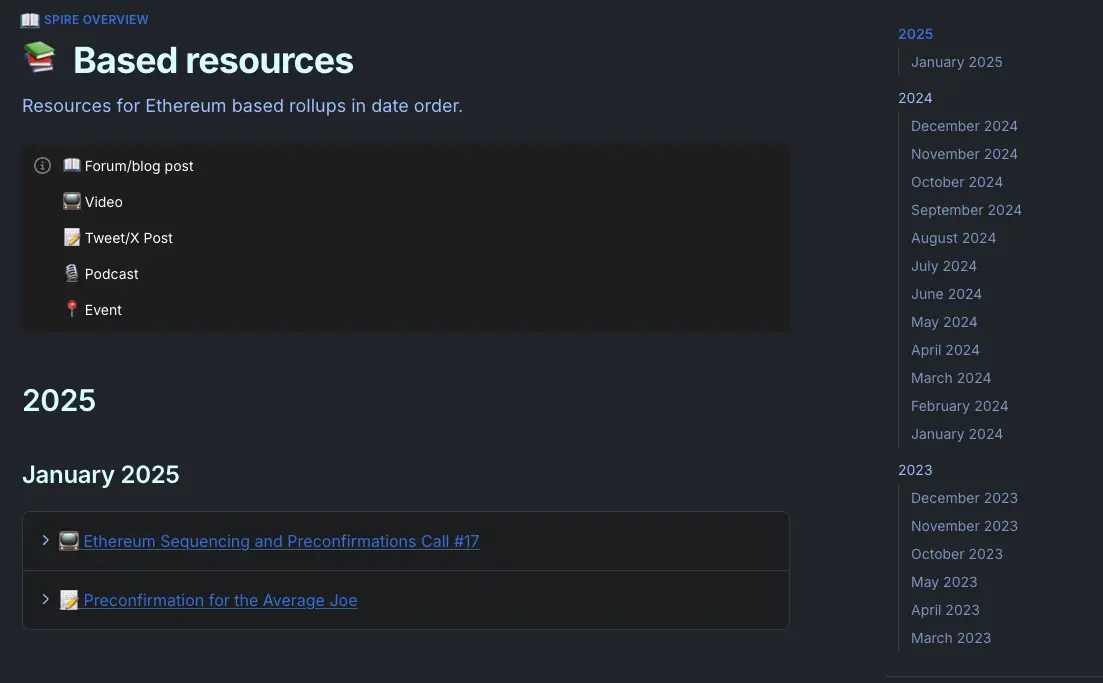 SPIRE OVERVIEW
Based resources
Resources for Ethereum based rollups in date order.
Forum/blog post
Video
Tweet/X Post
Podcast
Event
2025
January 2025
Ethereum Sequencing and Preconfirmations Call #17
Preconfirmation for the Average Joe
2025
January 2025
2024
December 2024
November 2024
October 2024
September 2024
August 2024
July 2024
June 2024
May 2024
April 2024
March 2024
February 2024
January 2024
2023
December 2023
November 2023
October 2023
May 2023
April 2023
March 2023